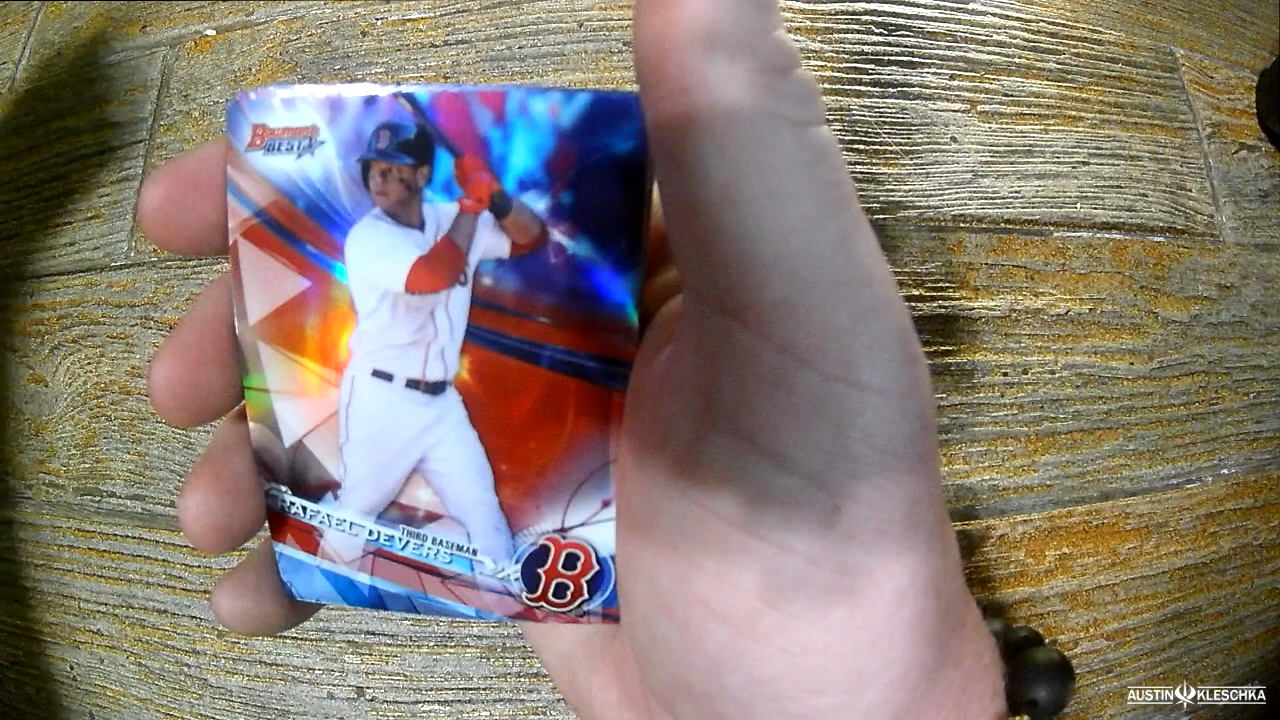 Bowman's
BEST
B
RAFAEL DEVERS
THIRD BASEMAN
B
AUSTIN KLESCHKA